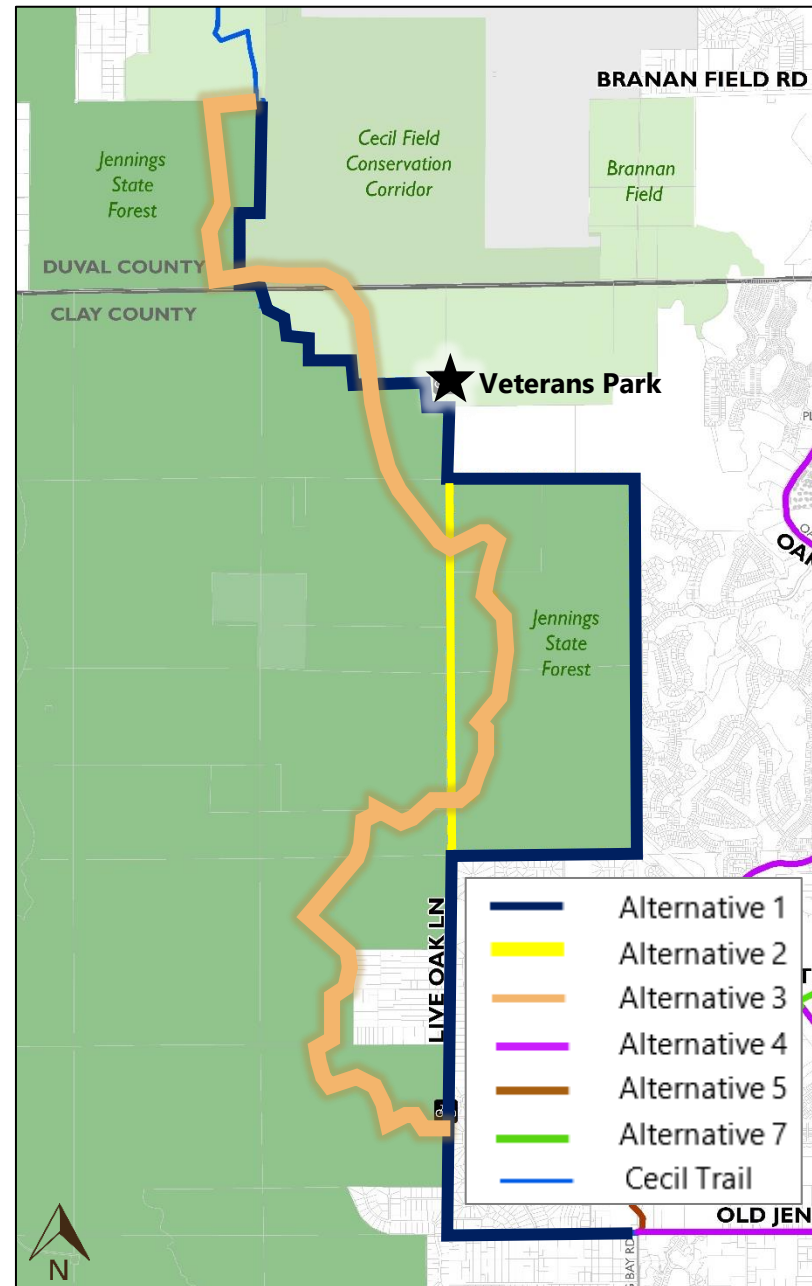 BRANAN FIELD RD
Jennings
State
Forest
Cecil Field
Conservation
Corridor
Brannan
Field
DUVAL COUNTY
CLAY COUNTY
Veterans Park
Jennings
State
Forest
LIVE OAK LN
Alternative 1
Alternative 2
Alternative 3
Alternative 4
Alternative 5
Alternative 7
Cecil Trail
OLD JEN
BAY RD
N